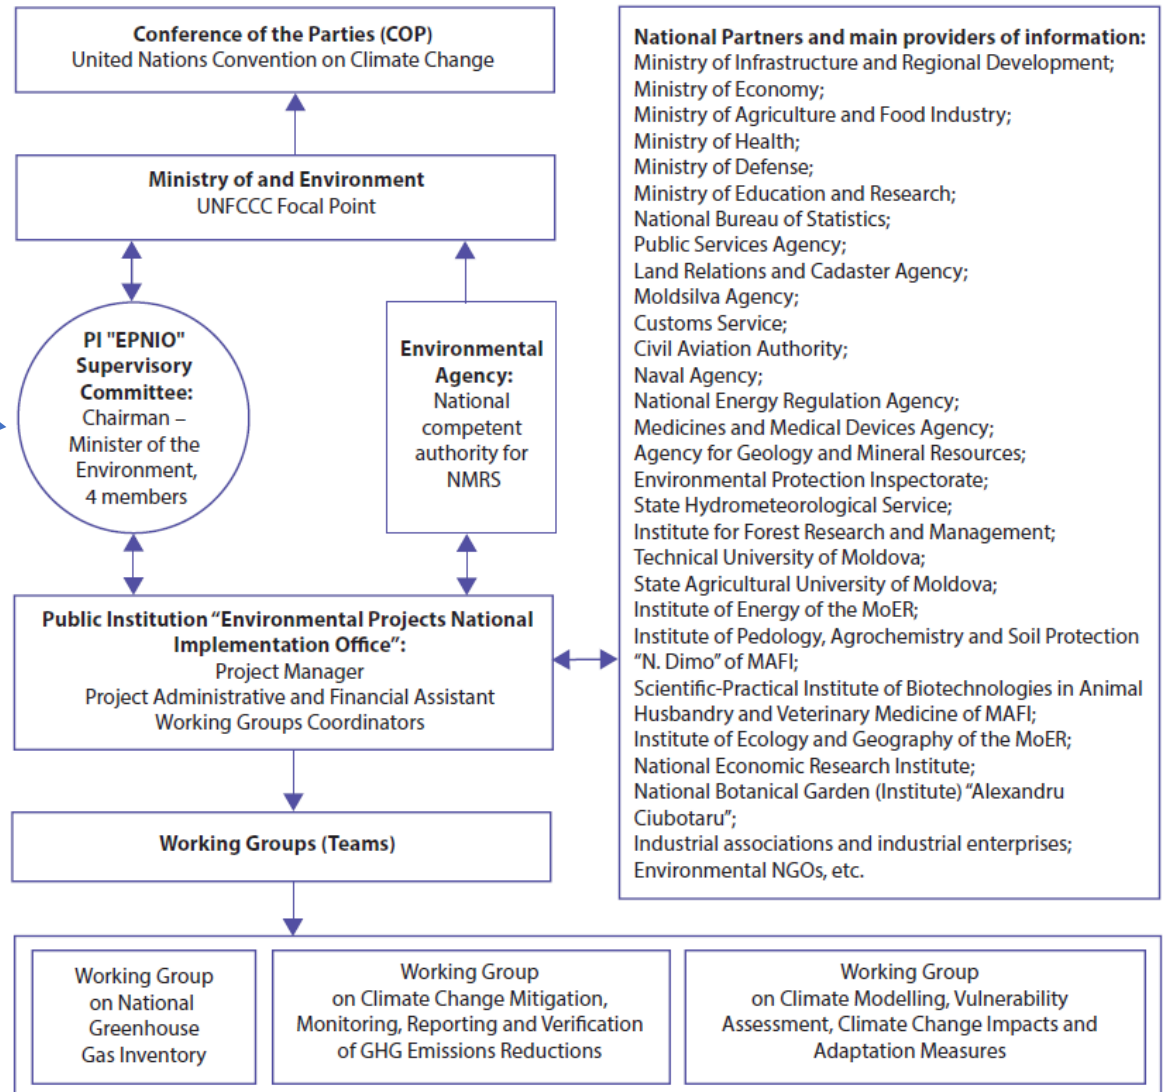 Conference of the Parties (COP)
United Nations Convention on Climate Change
Ministry of and Environment
UNFCCC Focal Point
PI "EPNIO"
Supervisory
Committee:
Chairman –
Minister of the
Environment,
4 members
Environmental
Agency:
National
competent
authority for
NMRS
Public Institution “Environmental Projects National
Implementation Office”:
Project Manager
Project Administrative and Financial Assistant
Working Groups Coordinators
Working Groups (Teams)
National Partners and main providers of information:
Ministry of Infrastructure and Regional Development;
Ministry of Economy;
Ministry of Agriculture and Food Industry;
Ministry of Health;
Ministry of Defense;
Ministry of Education and Research;
National Bureau of Statistics;
Public Services Agency;
Land Relations and Cadaster Agency;
Moldsilva Agency;
Customs Service;
Civil Aviation Authority;
Naval Agency;
National Energy Regulation Agency;
Medicines and Medical Devices Agency;
Agency for Geology and Mineral Resources;
Environmental Protection Inspectorate;
State Hydrometeorological Service;
Institute for Forest Research and Management;
Technical University of Moldova;
State Agricultural University of Moldova;
Institute of Energy of the MoER;
Institute of Pedology, Agrochemistry and Soil Protection
“N. Dimo” of MAFI;
Scientific-Practical Institute of Biotechnologies in Animal
Husbandry and Veterinary Medicine of MAFI;
Institute of Ecology and Geography of the MoER;
National Economic Research Institute;
National Botanical Garden (Institute) “Alexandru
Ciubotaru”;
Industrial associations and industrial enterprises;
Environmental NGOs, etc.
Working Group
on National
Greenhouse
Gas Inventory
Working Group
on Climate Change Mitigation,
Monitoring, Reporting and Verification
of GHG Emissions Reductions
Working Group
on Climate Modelling, Vulnerability
Assessment, Climate Change Impacts and
Adaptation Measures